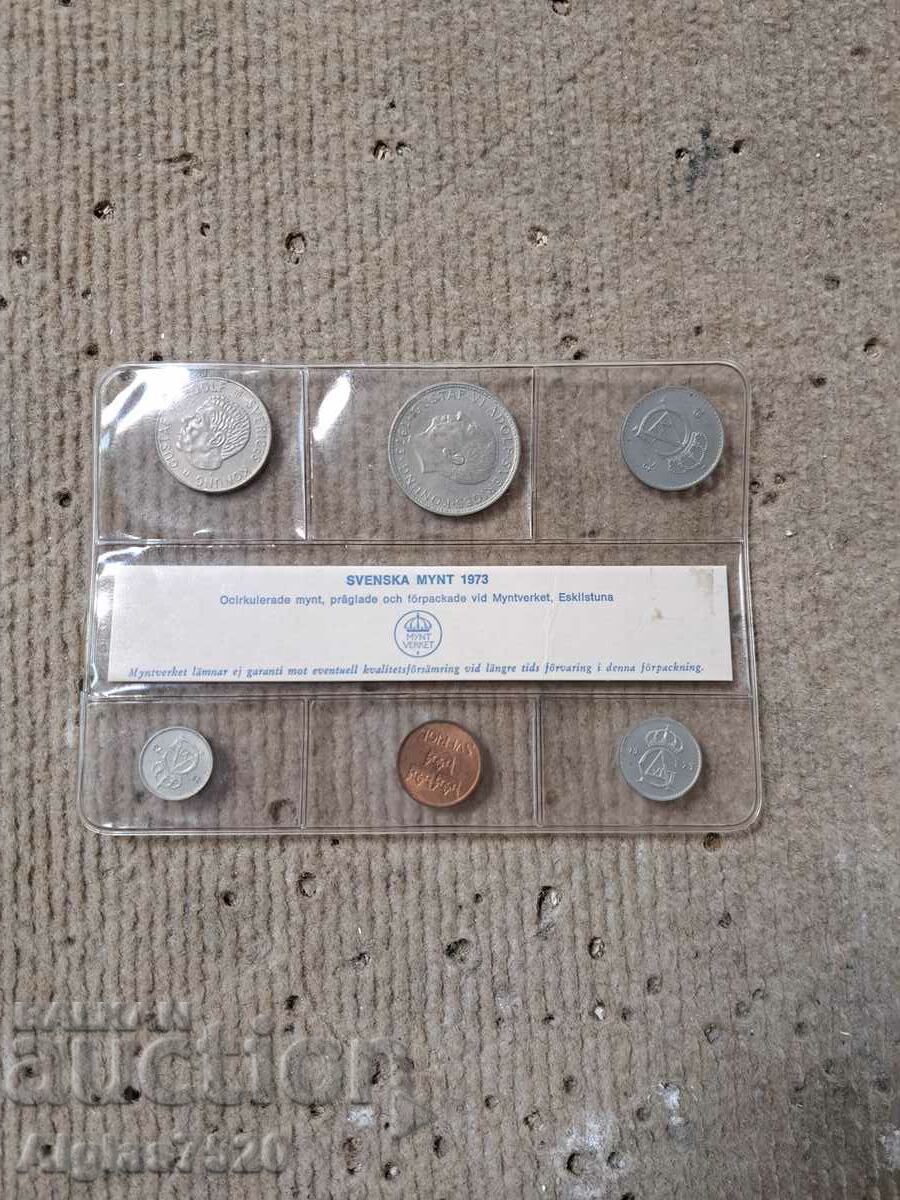 SVENSKA MYNT 1973
Ocirkulerade mynt, präglade och förpackade vid Myntverket, Eskilstuna
MYNT
VERKET
Myntverket lämnar ej garanti mot eventuell kvalitetsförsämring vid längre tids förvaring i denna förpackning.
BALKAN
auction
Alglas7520